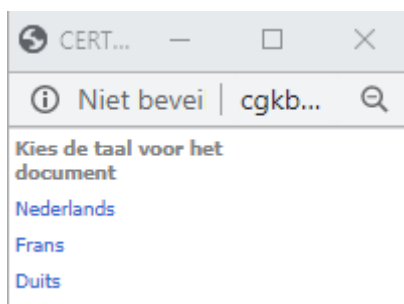 CERT...
Niet bevei cgkb...
Kies de taal voor het
document
Nederlands
Frans
Duits